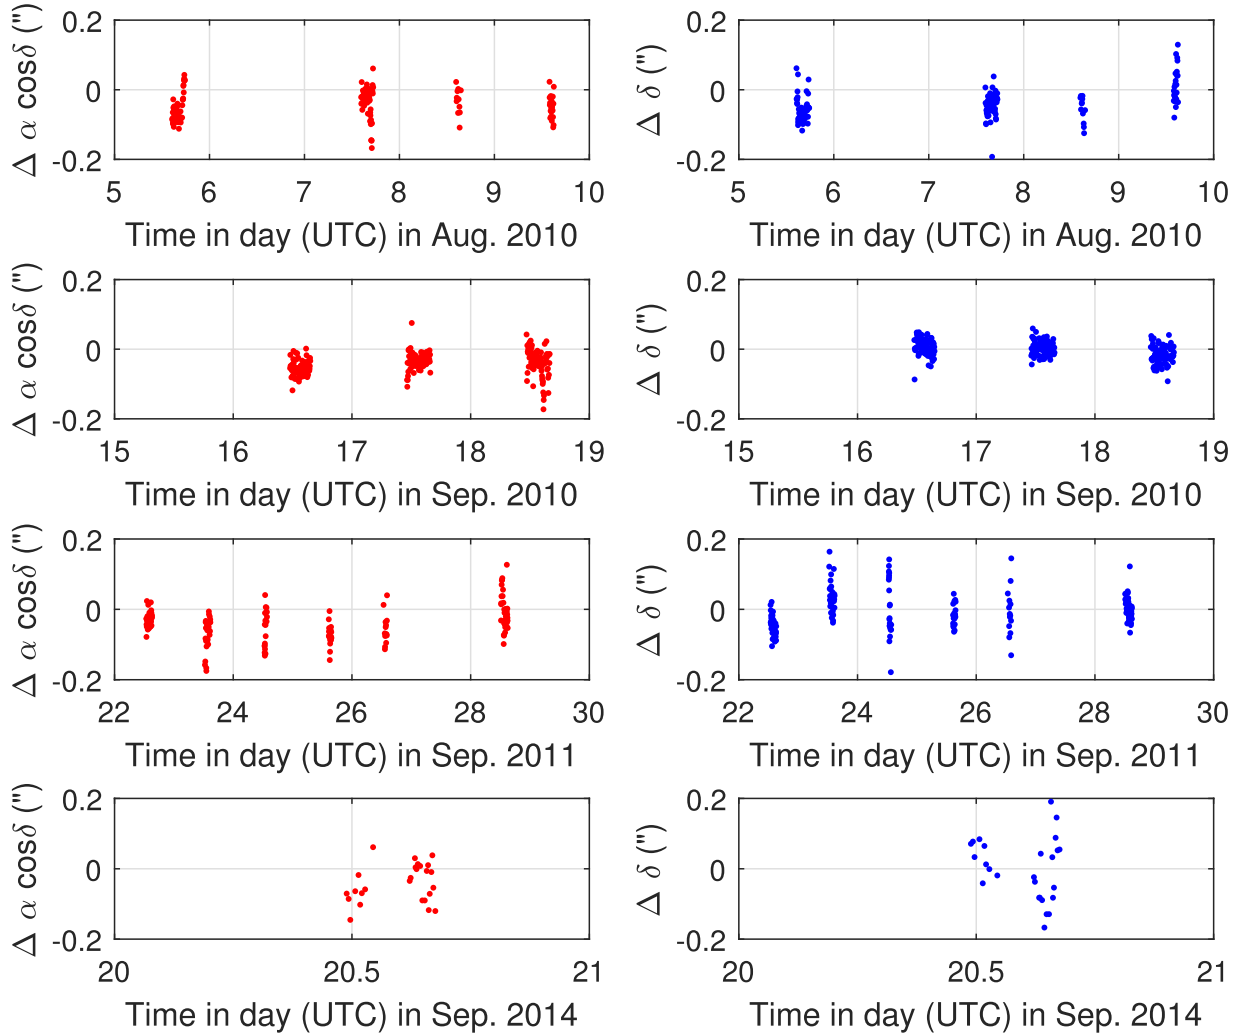 Δ α cosδ (")
0.2
0
-0.2
5 6 7 8 9 10
Time in day (UTC) in Aug. 2010
Δ δ (")
0.2
0
-0.2
5 6 7 8 9 10
Time in day (UTC) in Aug. 2010
Δ α cosδ (")
0.2
0
-0.2
15 16 17 18 19
Time in day (UTC) in Sep. 2010
Δ δ (")
0.2
0
-0.2
15 16 17 18 19
Time in day (UTC) in Sep. 2010
Δ α cosδ (")
0.2
0
-0.2
22 24 26 28 30
Time in day (UTC) in Sep. 2011
Δ δ (")
0.2
0
-0.2
22 24 26 28 30
Time in day (UTC) in Sep. 2011
Δ α cosδ (")
0.2
0
-0.2
20 20.5 21
Time in day (UTC) in Sep. 2014
Δ δ (")
0.2
0
-0.2
20 20.5 21
Time in day (UTC) in Sep. 2014